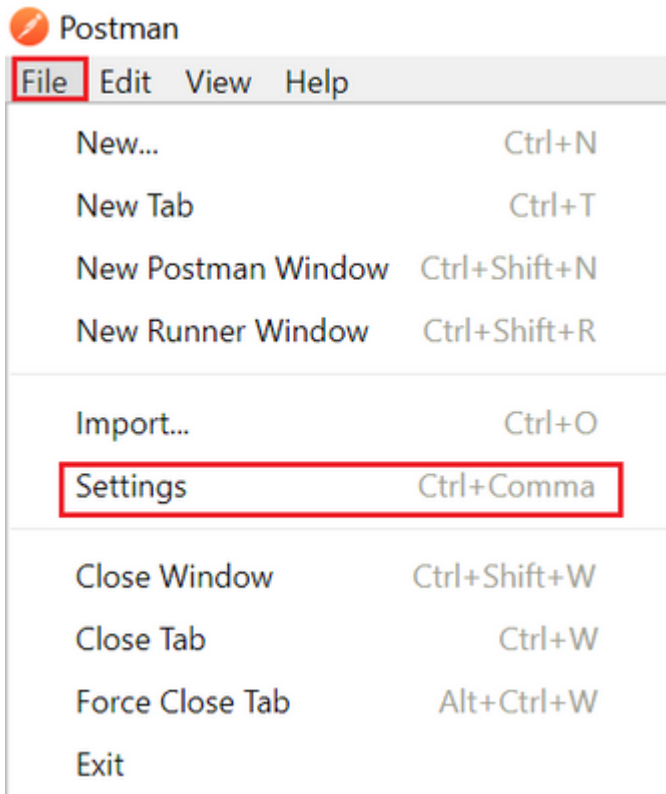 Postman
File Edit View Help
New... Ctrl+N
New Tab Ctrl+T
New Postman Window Ctrl+Shift+N
New Runner Window Ctrl+Shift+R
Import... Ctrl+O
Settings Ctrl+Comma
Close Window Ctrl+Shift+W
Close Tab Ctrl+W
Force Close Tab Alt+Ctrl+W
Exit